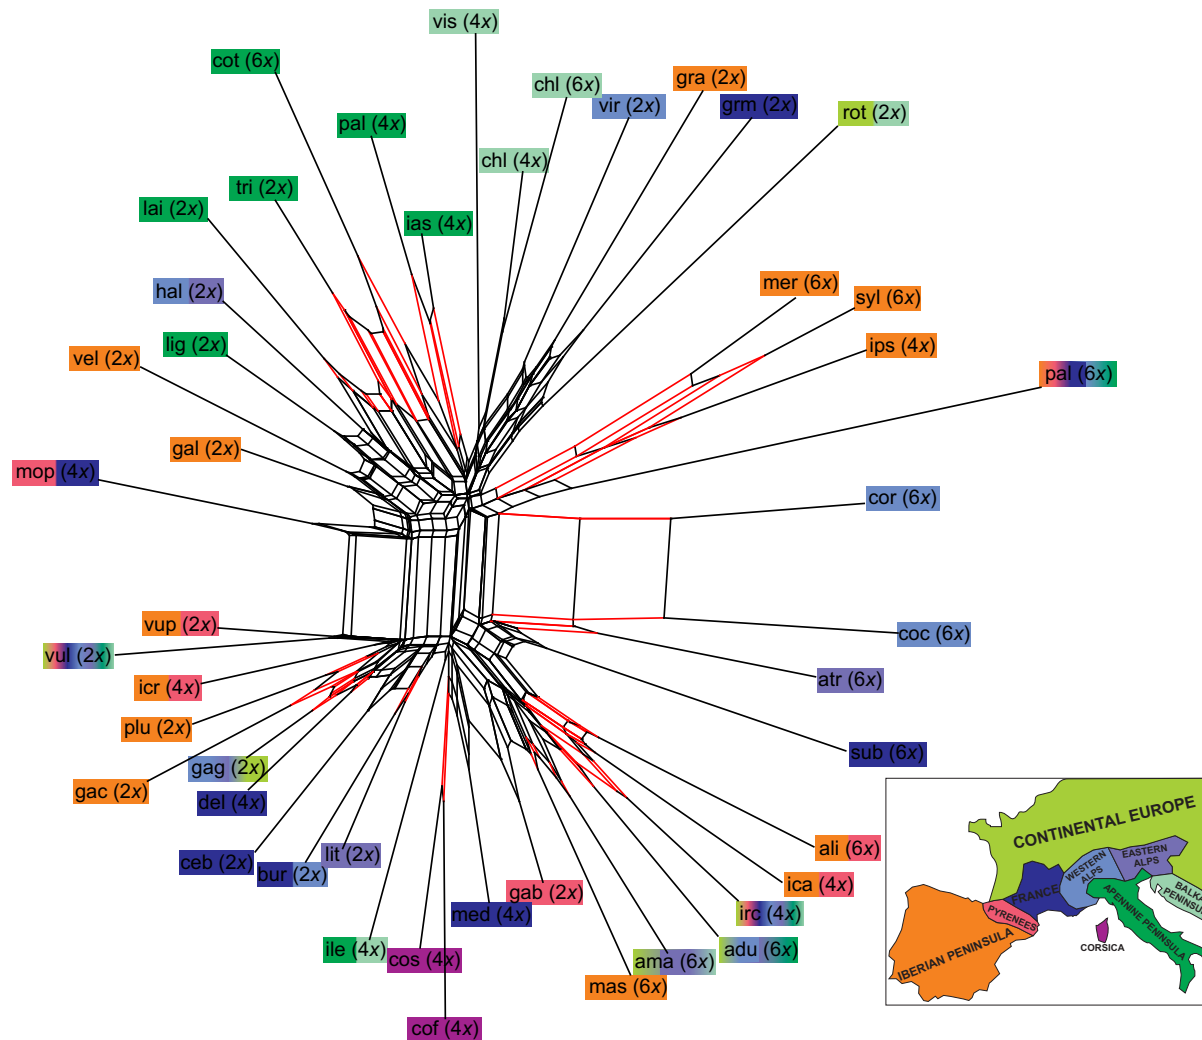 vis (4x)
cot (6x)
chl (6x)
gra (2x)
vir (2x)
grm (2x)
rot (2x)
pal (4x)
chl (4x)
tri (2x)
lai (2x)
ias (4x)
hal (2x)
mer (6x)
syl (6x)
lig (2x)
ips (4x)
vel (2x)
pal (6x)
gal (2x)
mop (4x)
cor (6x)
vup (2x)
coc (6x)
vul (2x)
atr (6x)
icr (4x)
plu (2x)
sub (6x)
gag (2x)
gac (2x)
del (4x)
ceb (2x)
lit (2x)
bur (2x)
ali (6x)
ica (4x)
gab (2x)
med (4x)
irc (4x)
ile (4x)
cos (4x)
ama (6x)
adu (6x)
mas (6x)
cof (4x)
CONTINENTAL EUROPE
EASTERN
ALPS
WESTERN
ALPS
FRANCE
BALKA
PENINSU
PYRENEES
APENNINE PENINSULA
CORSICA
IBERIAN PENINSULA